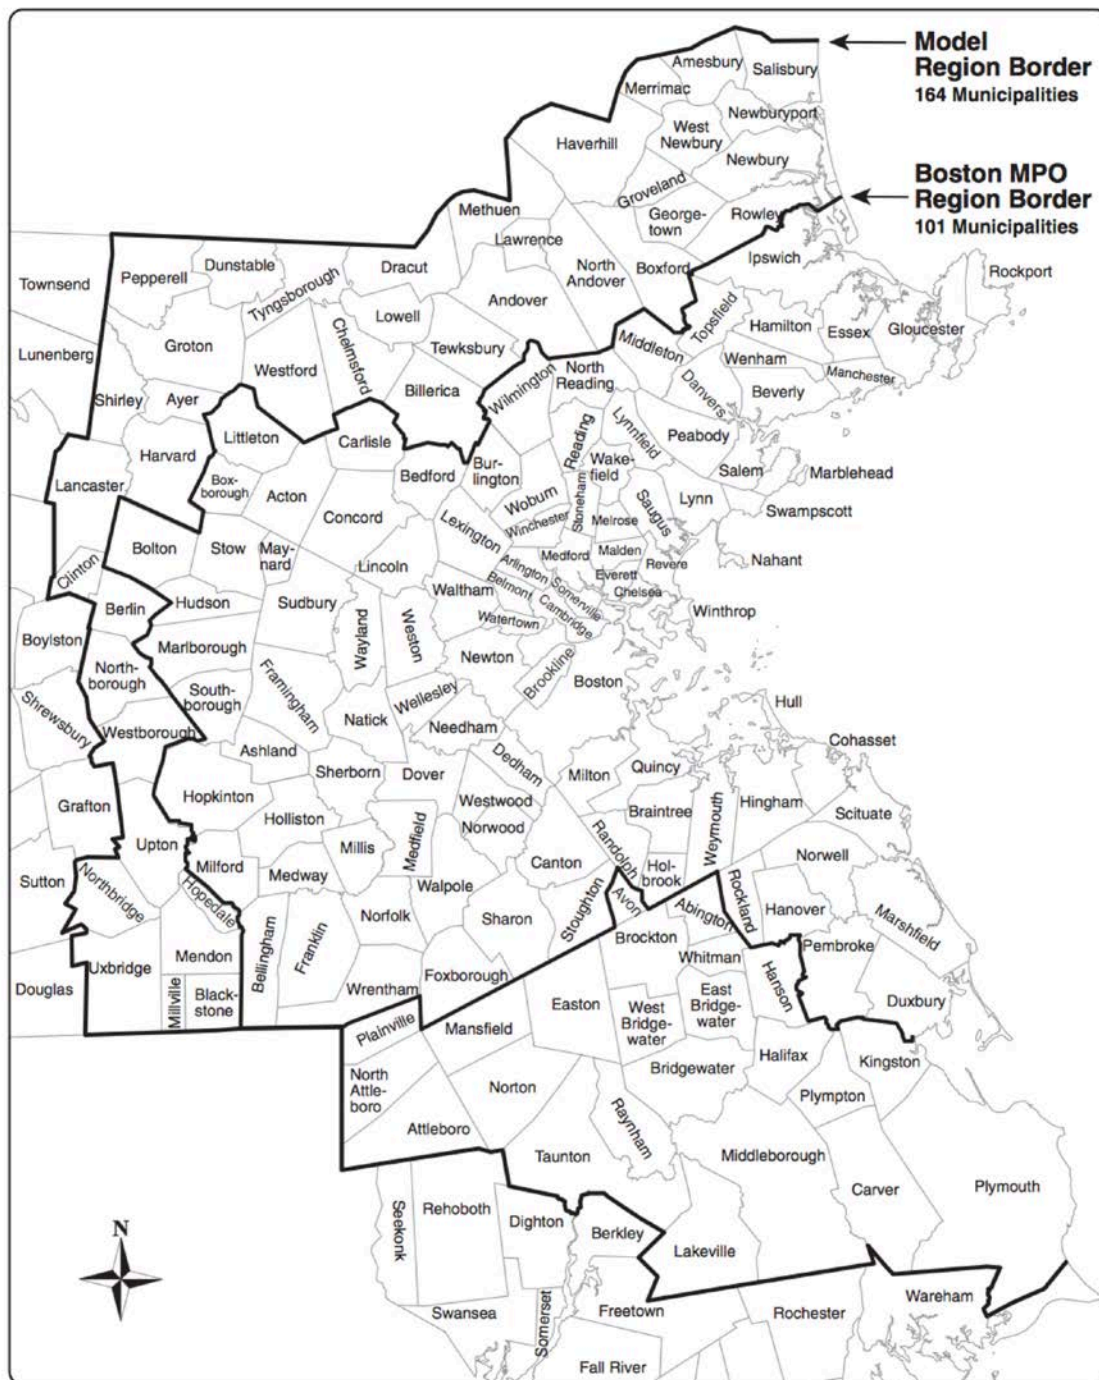 Model
Region Border
164 Municipalities
Boston MPO
Region Border
101 Municipalities
Amesbury
Salisbury
Merrimac
Newburyport
West
Newbury
Haverhill
Newbury
Groveland
Methuen
George-
town
Rowley
Lawrence
Ipswich
Rockport
Dunstable
Dracut
North
Andover
Boxford
Pepperell
Tyngsborough
Townsend
Andover
Topsfield
Lowell
Hamilton
Essex
Gloucester
Groton
Chelmsford
Tewksbury
Middleton
Lunenberg
Wenham
Westford
North
Reading
Manchester
Billerica
Wilmington
Danvers
Beverly
Shirley
Ayer
Littleton
Carlisle
Reading
Lynnfield
Peabody
Harvard
Bedford
Bur-
lington
Wake-
field
Salem
Marblehead
Lancaster
Box-
borough
Acton
Woburn
Stoneham
Saugus
Lynn
Swampscott
Concord
Lexington
Winchester
Melrose
Bolton
Stow
May-
nard
Medford
Malden
Nahant
Clinton
Lincoln
Arlington
Everett
Revere
Belmont
Somerville
Chelsea
Waltham
Cambridge
Berlin
Hudson
Sudbury
Winthrop
Watertown
Boylston
Marlborough
Wayland
Weston
Newton
Brookline
North-
borough
South-
borough
Framingham
Boston
Shrewsbury
Wellesley
Natick
Needham
Hull
Westborough
Ashland
Cohasset
Sherborn
Dover
Dedham
Milton
Quincy
Grafton
Hopkinton
Westwood
Braintree
Weymouth
Hingham
Scituate
Holliston
Norwood
Upton
Millis
Medfield
Randolph
Norwell
Sutton
Milford
Medway
Canton
Hol-
brook
Northbridge
Hopedale
Walpole
Rockland
Norfolk
Sharon
Stoughton
Avon
Abington
Hanover
Marshfield
Bellingham
Franklin
Brockton
Pembroke
Uxbridge
Mendon
Whitman
Hanson
Foxborough
Douglas
Millville
Black-
stone
Wrentham
Easton
East
Bridge-
water
Duxbury
West
Bridge-
water
Plainville
Mansfield
Halifax
Kingston
Bridgewater
North
Attle-
boro
Norton
Plympton
Raynham
Attleboro
Taunton
Middleborough
Carver
Plymouth
Seekonk
Rehoboth
Dighton
Berkley
N
Lakeville
Wareham
Swansea
Somerset
Freetown
Rochester
Fall River